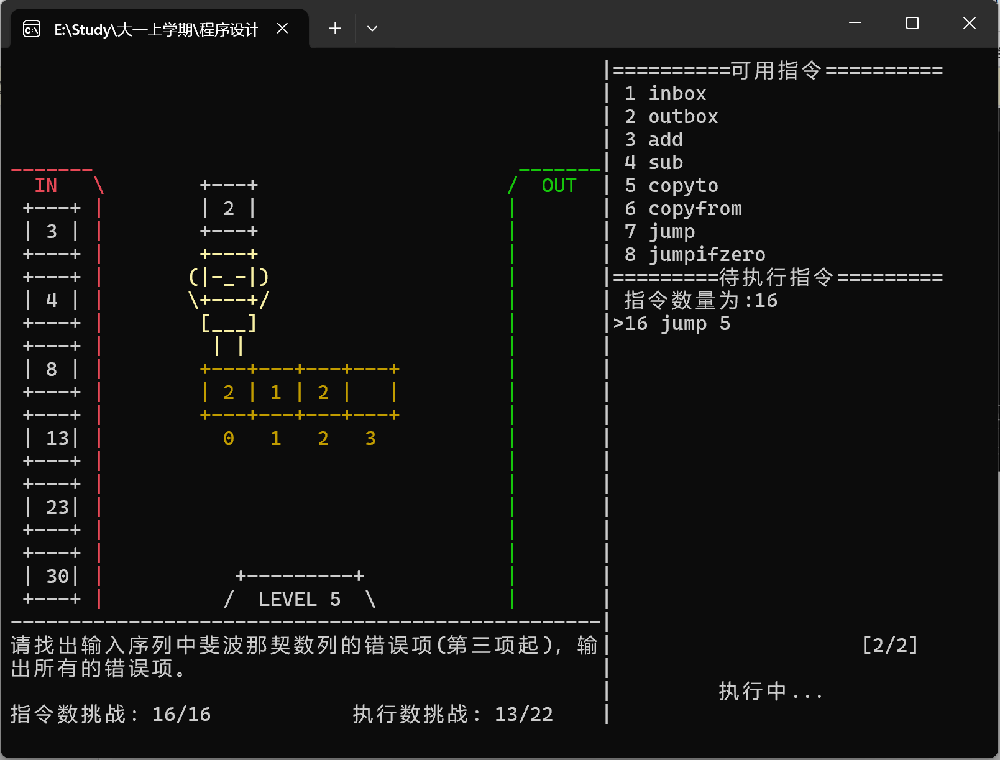 E:\Study\大一上学期\程序设计
==========可用指令==========
1 inbox
2 outbox
3 add
4 sub
5 copyto
6 copyfrom
7 jump
8 jumpifzero
=========待执行指令=========
指令数量为:16
>16 jump 5
IN
3
4
8
13
23
30
2
(|-_-|)
2 | 1 | 2 |
0 1 2 3
OUT
LEVEL 5
请找出输入序列中斐波那契数列的错误项(第三项起), 输
出所有的错误项。
指令数挑战: 16/16
执行数挑战: 13/22
[2/2]
执行中...